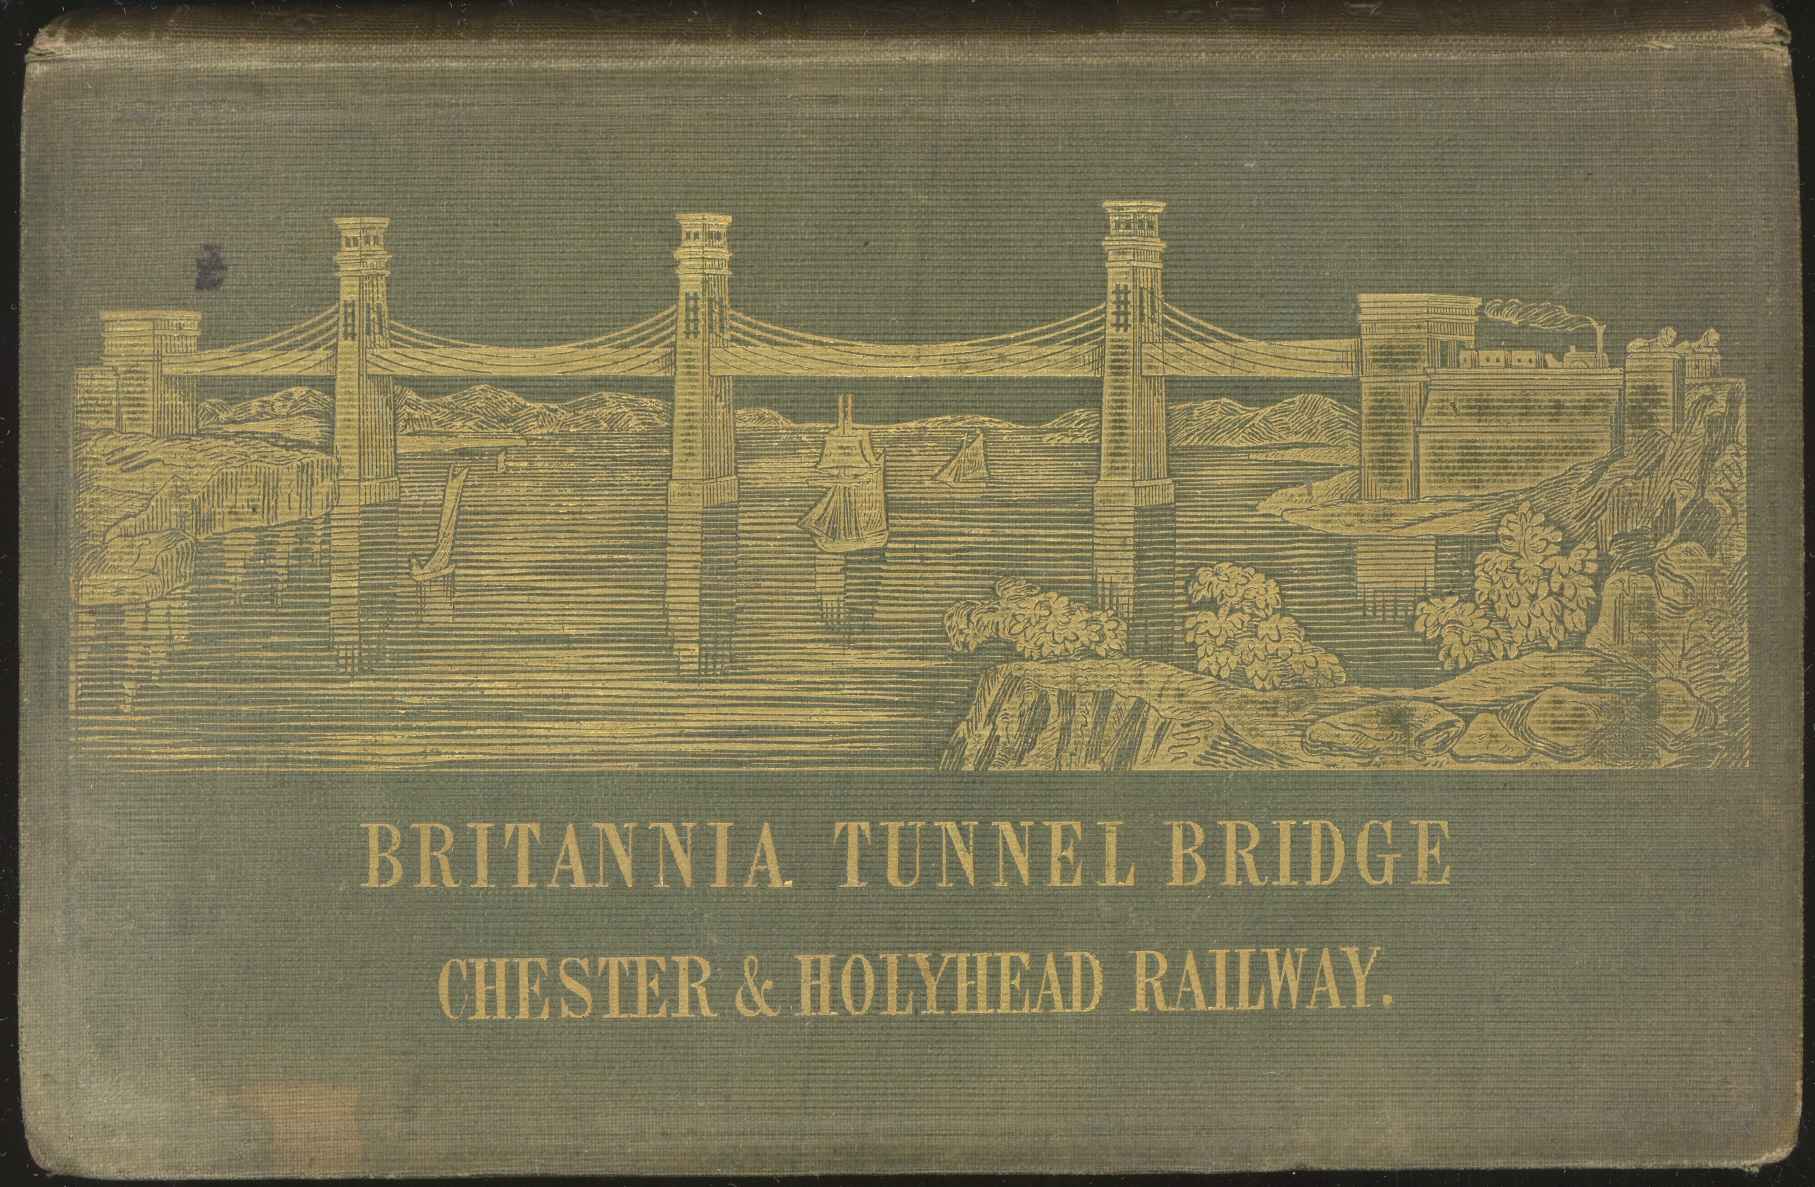 BRITANNIA. TUNNEL BRIDGE
CHESTER & HOLYHEAD RAILWAY.